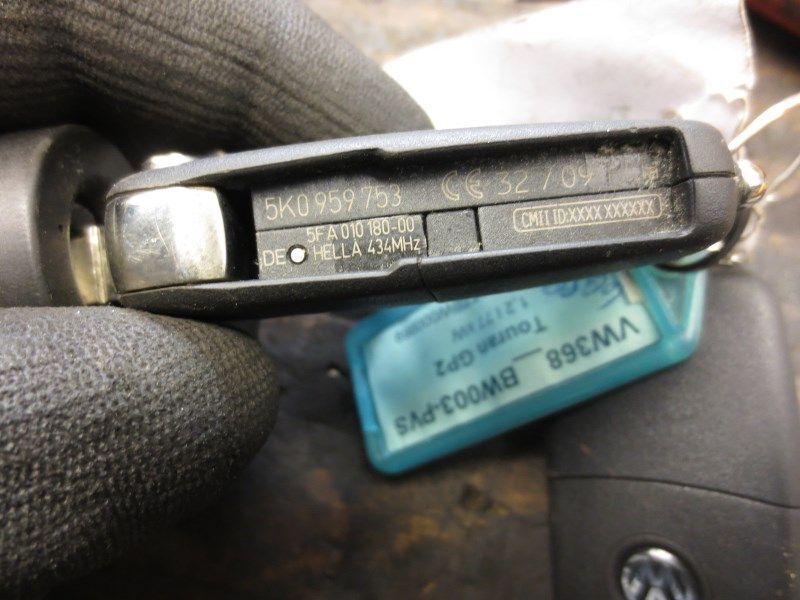 5K0 959 753 CE 32 / 09
5FA 010 180-00
DE HELLA 434MHz
CMII ID:XXXX XXXXXX
VW368_BW003-PVS
Touran GP2